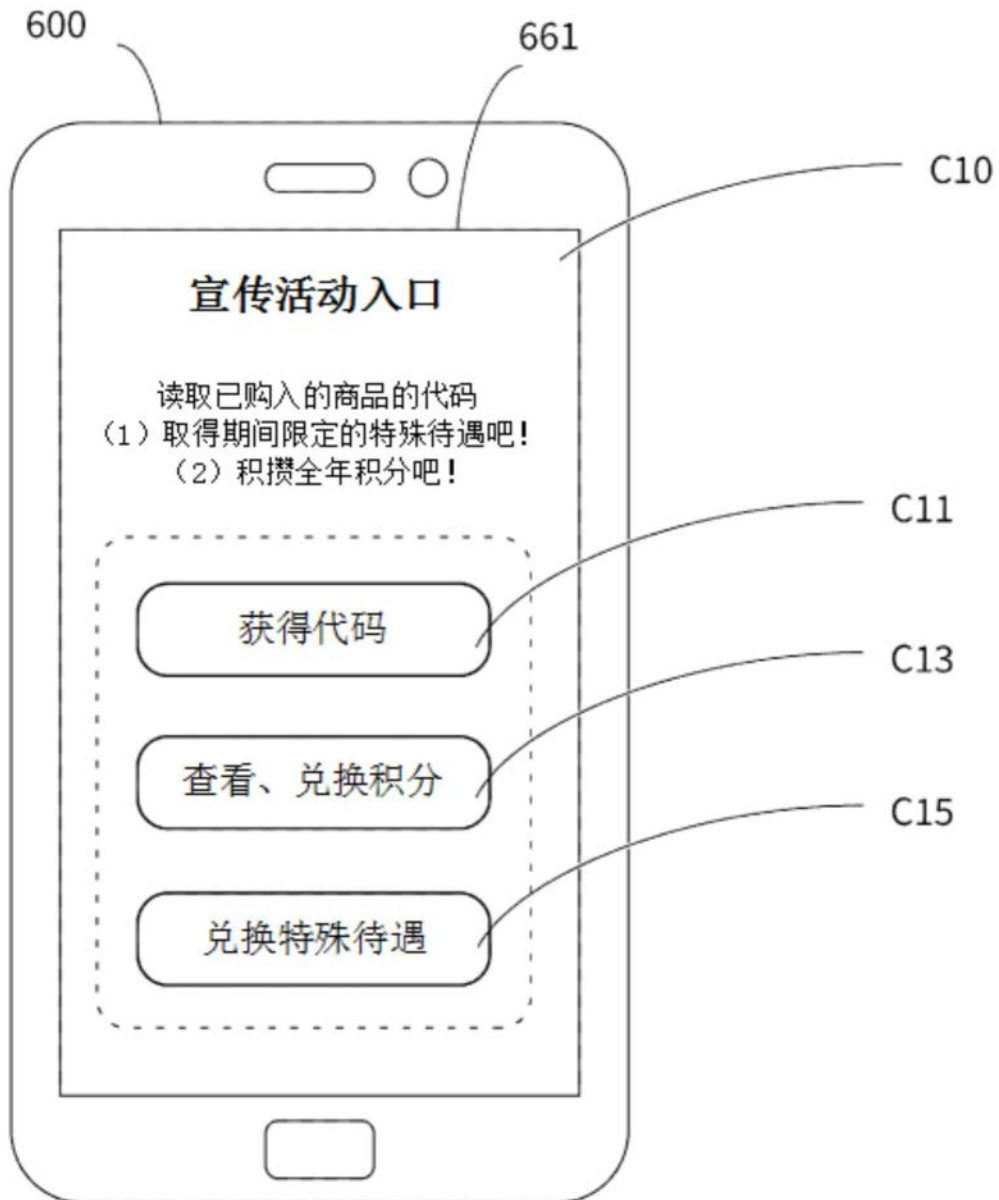 600
661
C10
宣传活动入口
读取已购入的商品的代码
（1）取得期间限定的特殊待遇吧！
（2）积攒全年积分吧！
C11
获得代码
C13
查看、兑换积分
C15
兑换特殊待遇